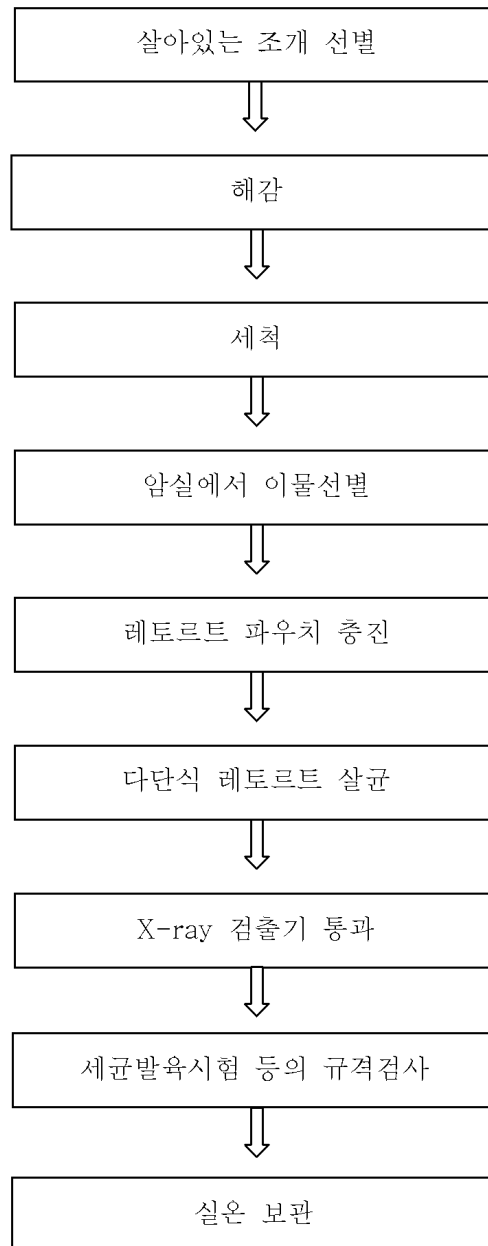 살아있는 조개 선별
해감
세척
암실에서 이물선별
레토르트 파우치 충진
다단식 레토르트 살균
X-ray 검출기 통과
세균발육시험 등의 규격검사
실온 보관